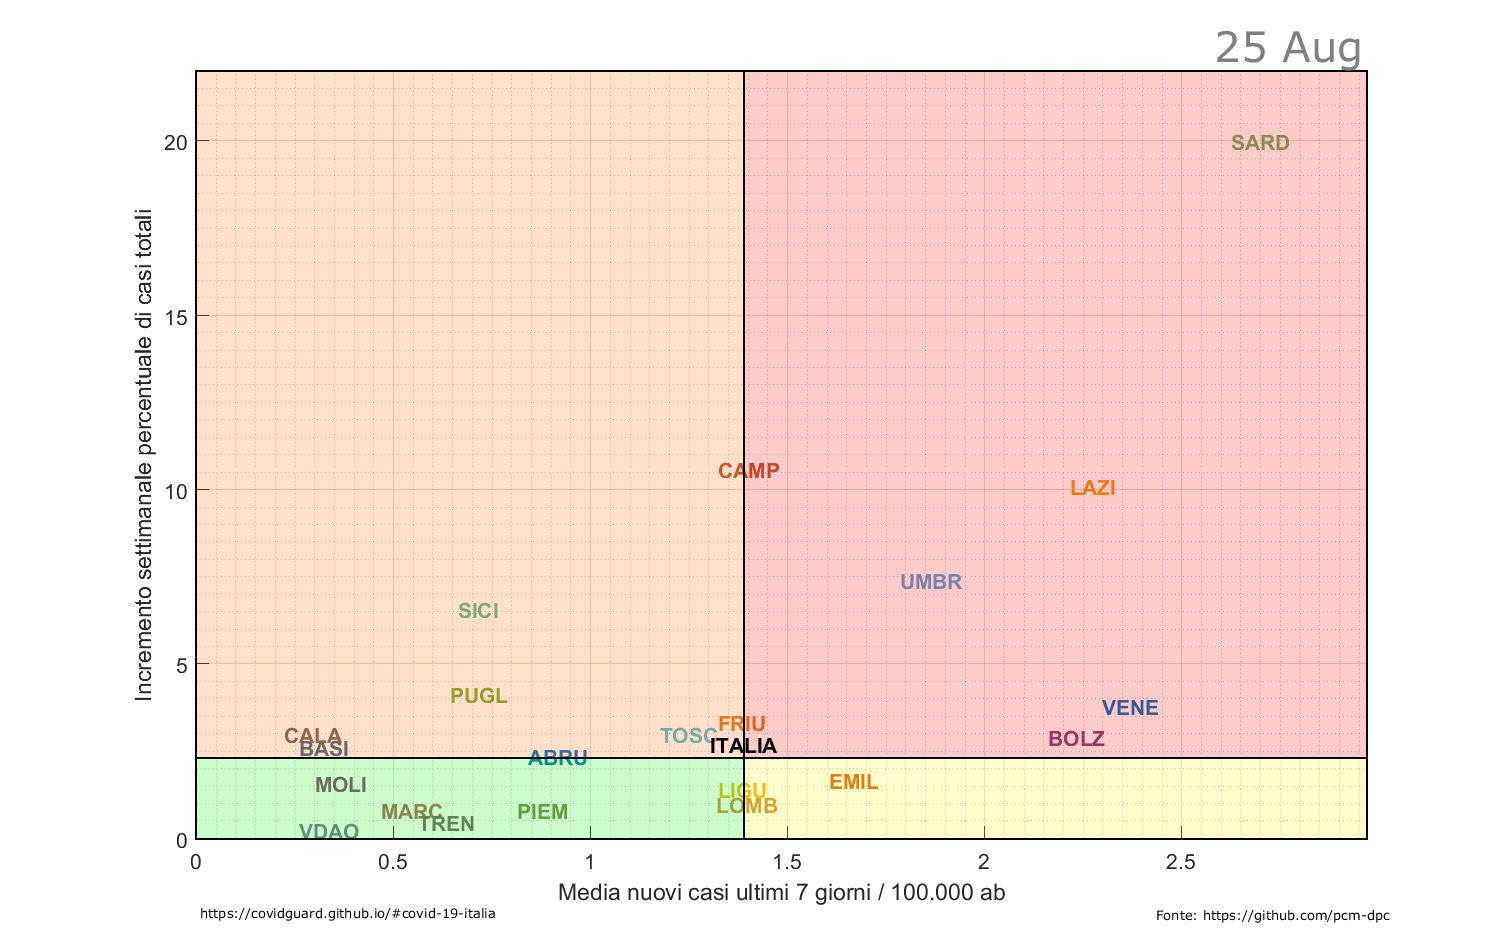 25 Aug
Incremento settimanale percentuale di casi totali
20
15
10
5
0
SARD
CAMP
LAZI
UMBR
SICI
PUGL
VENE
FRIU
CALA
TOSC
BOLZ
ITALIA
BASI
ABRU
EMIL
MOLI
LIGU
LOMB
MARC
PIEM
TREN
VDAO
0 0.5 1 1.5 2 2.5
Media nuovi casi ultimi 7 giorni / 100.000 ab
https://covidguard.github.io/#covid-19-italia
Fonte: https://github.com/pcm-dpc